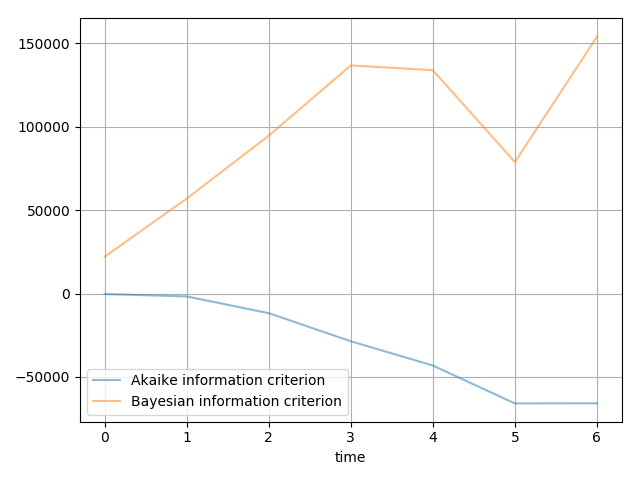 150000
100000
50000
0
−50000
Akaike information criterion
Bayesian information criterion
0 1 2 3 4 5 6
time